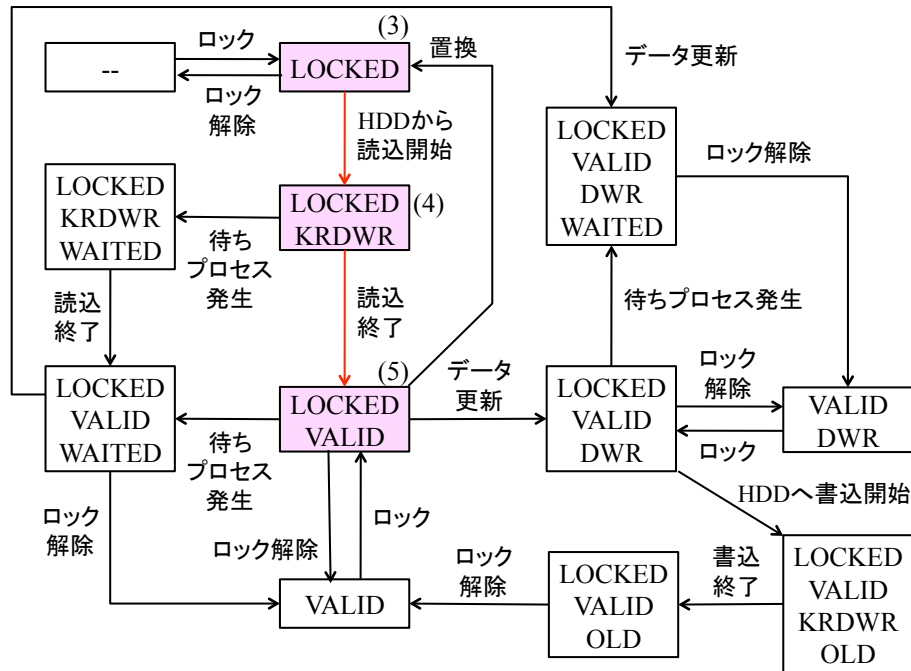 ロック
(3)
置換
データ更新
--
LOCKED
ロック
解除
HDDから
読込開始
LOCKED
VALID
DWR
WAITED
ロック解除
LOCKED
KRDWR
WAITED
LOCKED
KRDWR
(4)
待ち
プロセス
発生
読込
終了
読込
終了
待ちプロセス発生
(5)
LOCKED
VALID
WAITED
LOCKED
VALID
データ
更新
LOCKED
VALID
DWR
ロック
解除
VALID
DWR
ロック
待ち
プロセス
発生
HDDへ書込開始
ロック
解除
ロック解除
ロック
VALID
ロック
解除
LOCKED
VALID
OLD
書込
終了
LOCKED
VALID
KRDWR
OLD